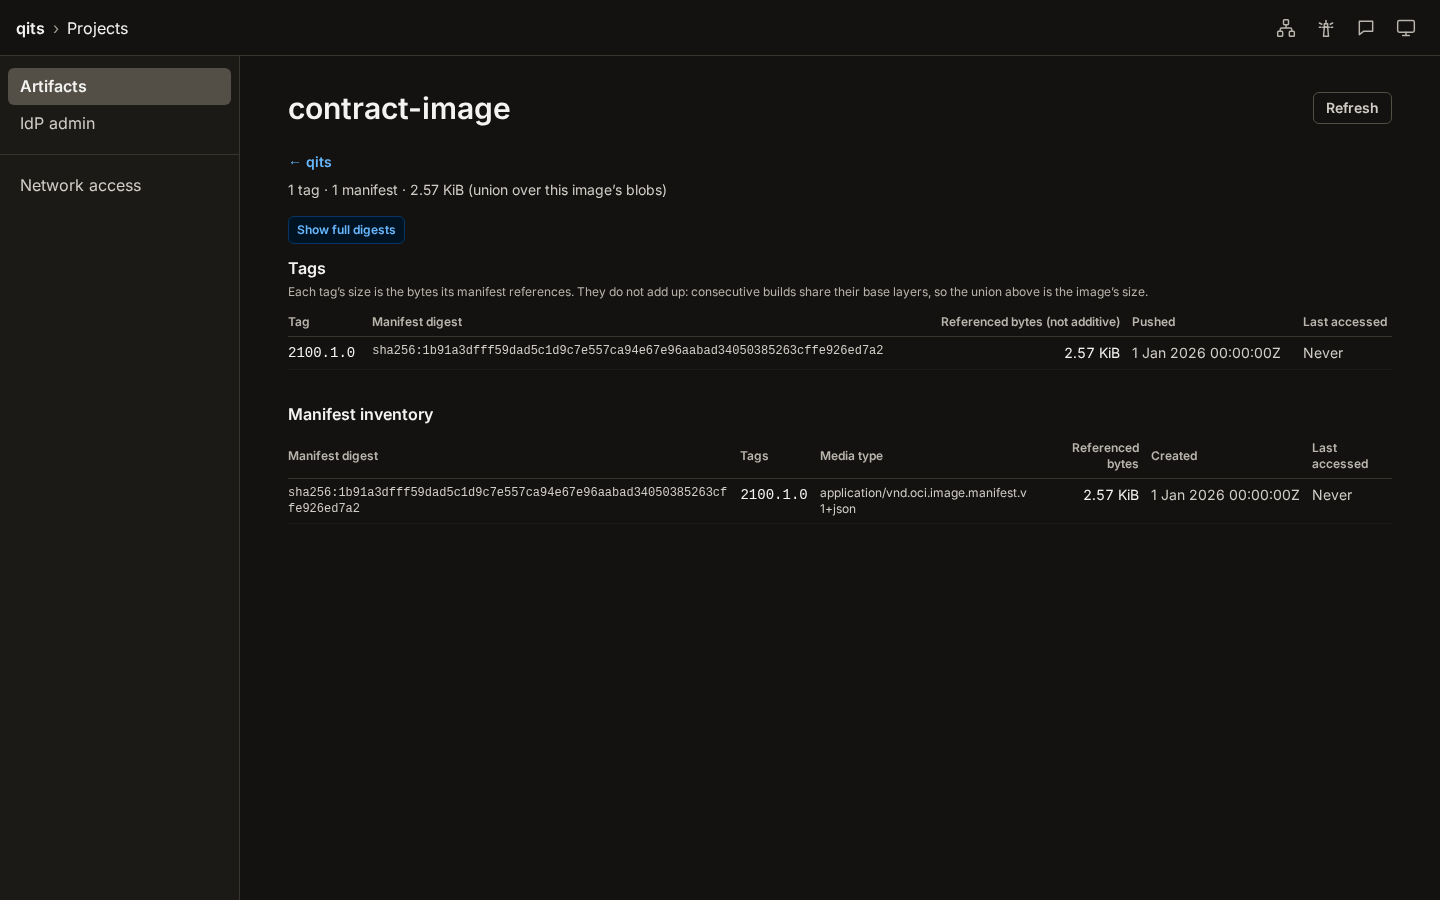 qits › Projects
Artifacts
IdP admin
Network access
contract-image
Refresh
← qits
1 tag · 1 manifest · 2.57 KiB (union over this image’s blobs)
Show full digests
Tags
Each tag’s size is the bytes its manifest references. They do not add up: consecutive builds share their base layers, so the union above is the image’s size.
Tag Manifest digest Referenced bytes (not additive) Pushed Last accessed
2100.1.0 sha256:1b91a3dfff59dad5c1d9c7e557ca94e67e96aabad34050385263cffe926ed7a2 2.57 KiB 1 Jan 2026 00:00:00Z Never
Manifest inventory
Manifest digest Tags Media type Referenced bytes Created Last accessed
sha256:1b91a3dfff59dad5c1d9c7e557ca94e67e96aabad34050385263cf 2100.1.0 application/vnd.oci.image.manifest.v 2.57 KiB 1 Jan 2026 00:00:00Z Never
fe926ed7a2 1+json